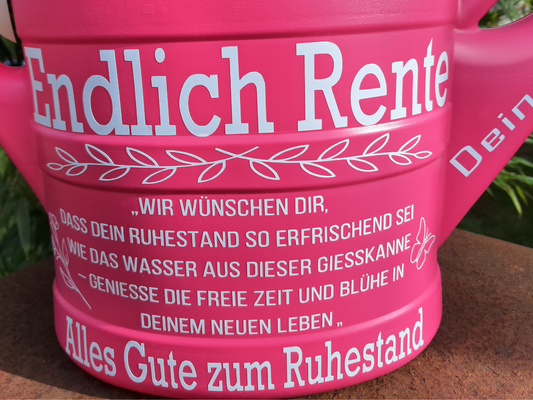 Endlich Rente
„WIR WÜNSCHEN DIR,
DASS DEIN RUHESTAND SO ERFRISCHEND SEI
WIE DAS WASSER AUS DIESER GIESSKANNE
– GENIESSE DIE FREIE ZEIT UND BLÜHE IN
DEINEM NEUEN LEBEN„
Alles Gute zum Ruhestand
Dein